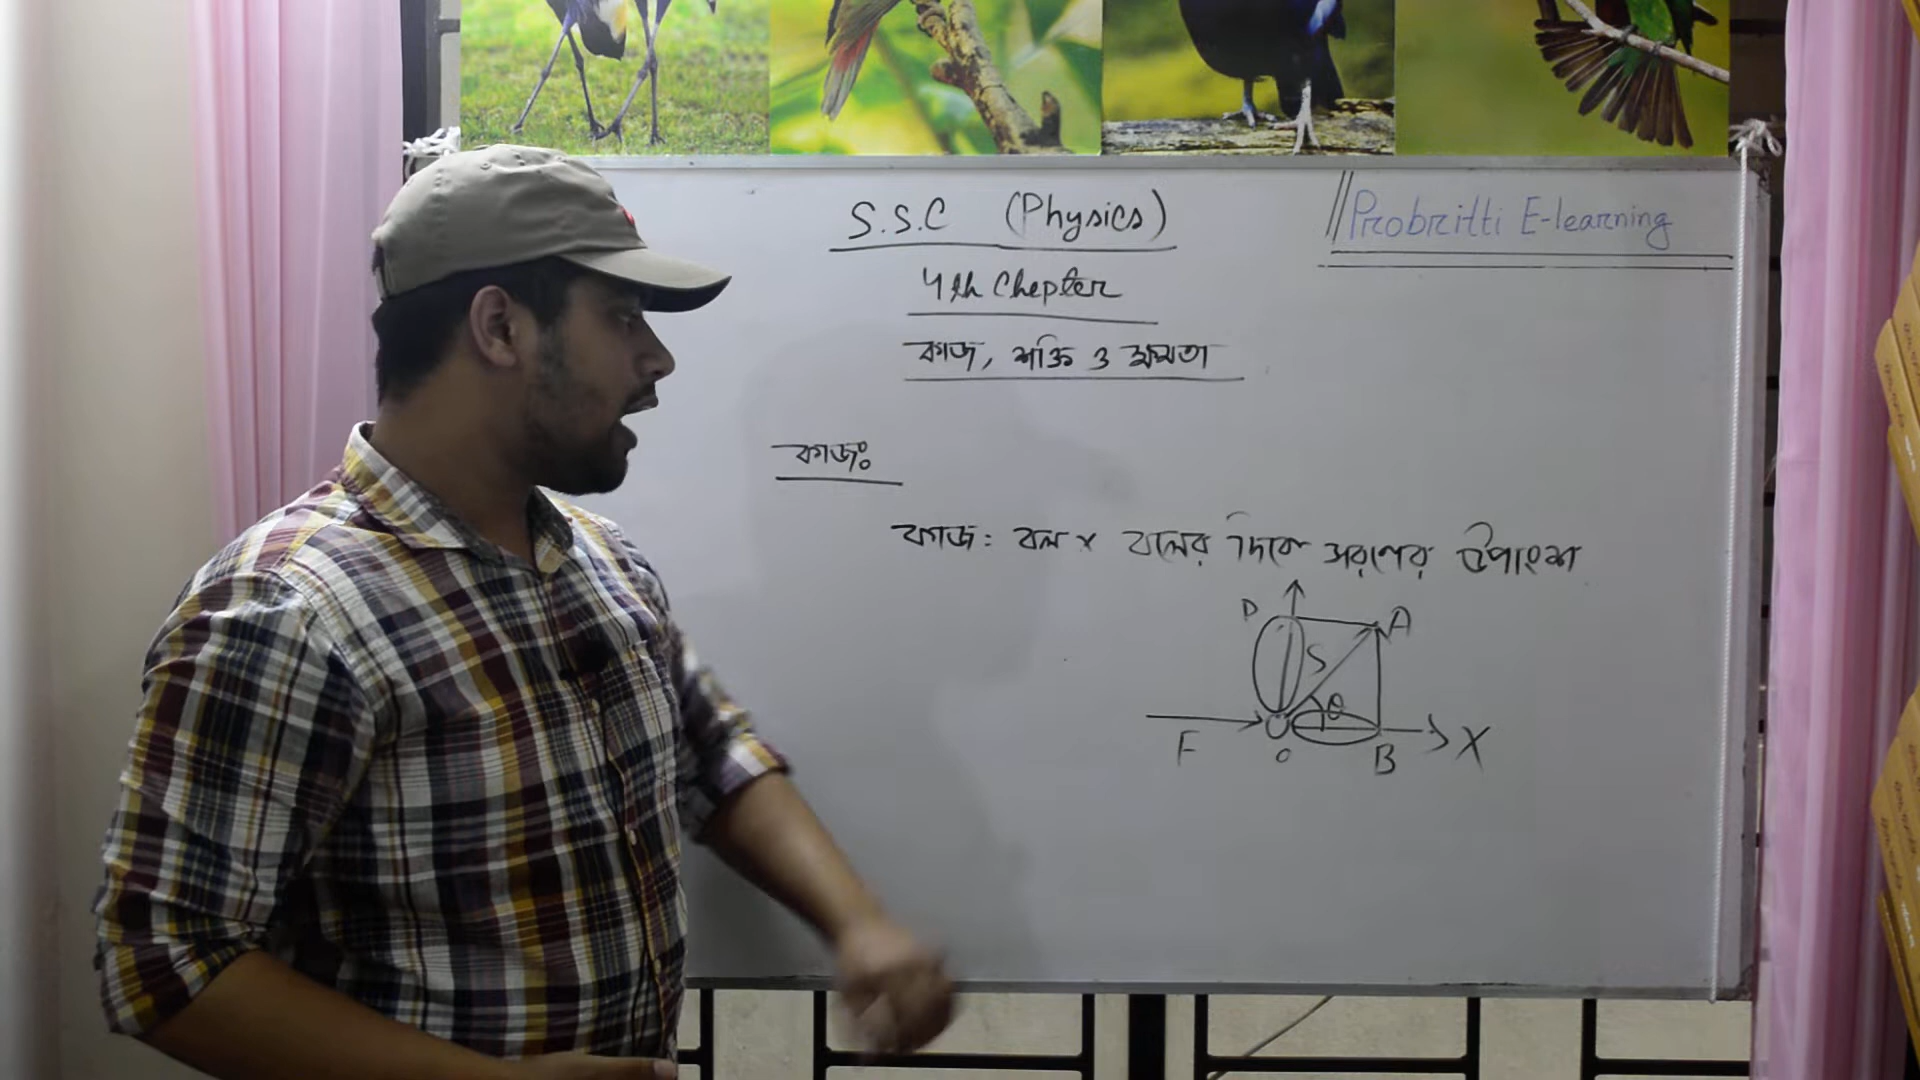 S.S.C (Physics)
Probritti E-learning
4th Chepter
কাজ, শক্তি ও ক্ষমতা
কাজঃ
কাজ = বল × বলের দিকে সরণের উপাংশ
D A
S
θ
F O B X